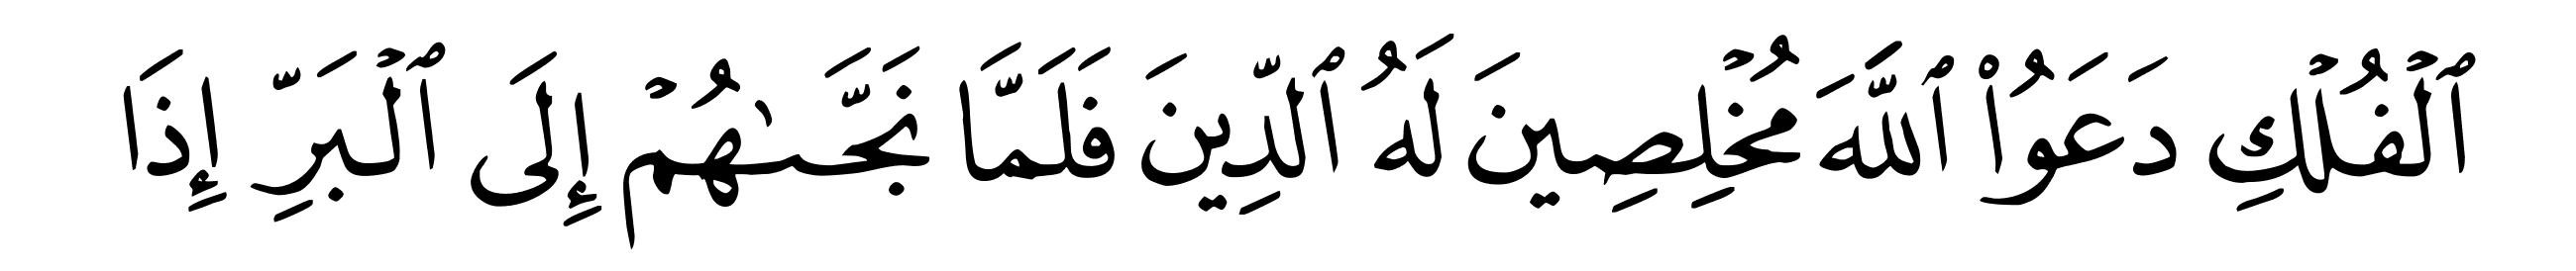 ٱلْفُلْكِ دَعَوُا۟ ٱللَّهَ مُخْلِصِينَ لَهُ ٱلدِّينَ فَلَمَّا نَجَّىٰهُمْ إِلَى ٱلْبَرِّ إِذَا